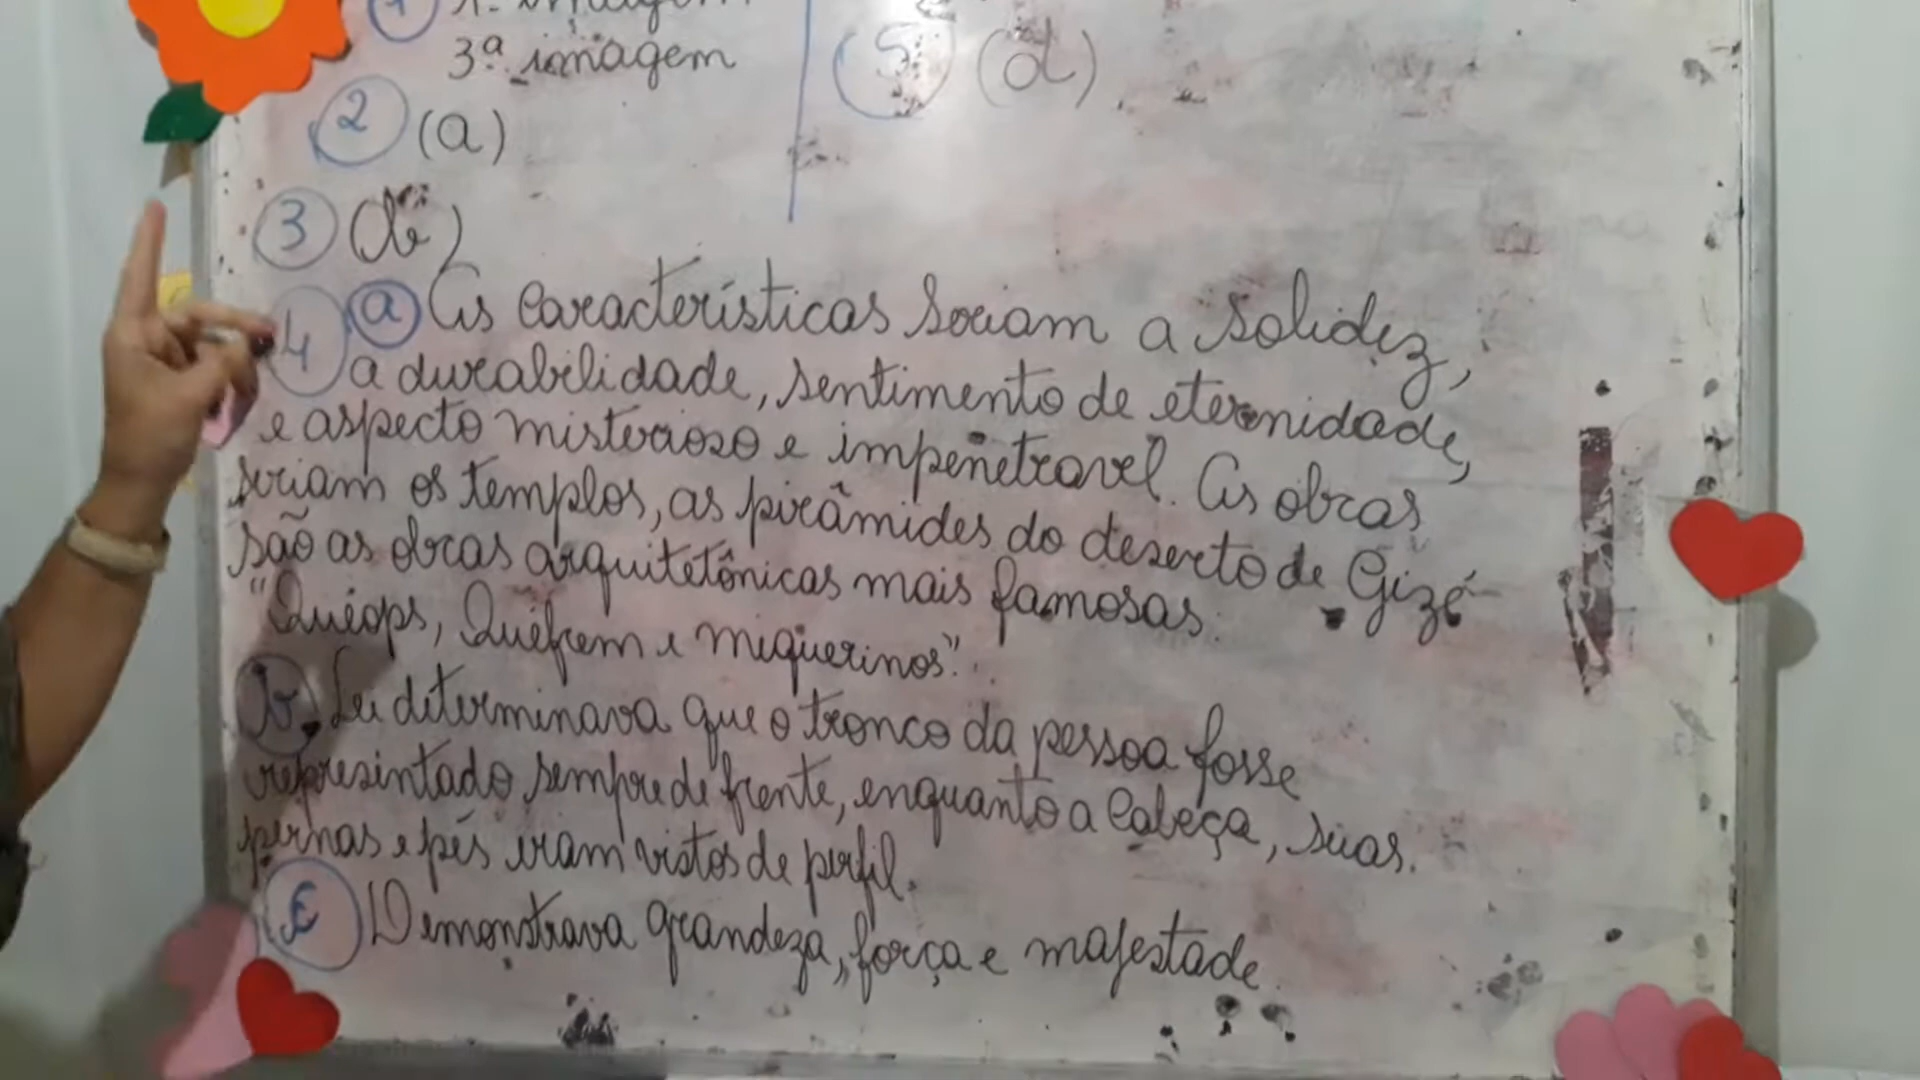 1
3ª imagem
2 (a)
3
4 a As características seriam a solidez,
a durabilidade, sentimento de eternidade,
e aspecto misterioso e impenetravel. As obras
seriam os templos, as pirâmides do deserto de Gizé
são as obras arquitetônicas mais famosas.
"Quéops, Quéfrem e miquerinos".
b. Lei determinava que o tronco da pessoa fosse
representado sempre de frente, enquanto a cabeça, suas.
pernas e pés eram vistos de perfil.
c Demonstrava grandeza, força e majestade
5 (d)